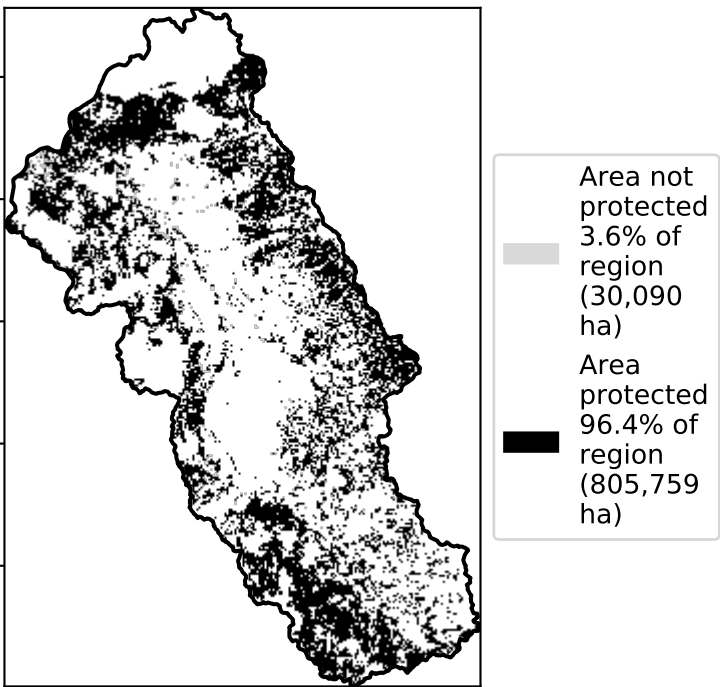 Area not
protected
3.6% of
region
(30,090
ha)
Area
protected
96.4% of
region
(805,759
ha)